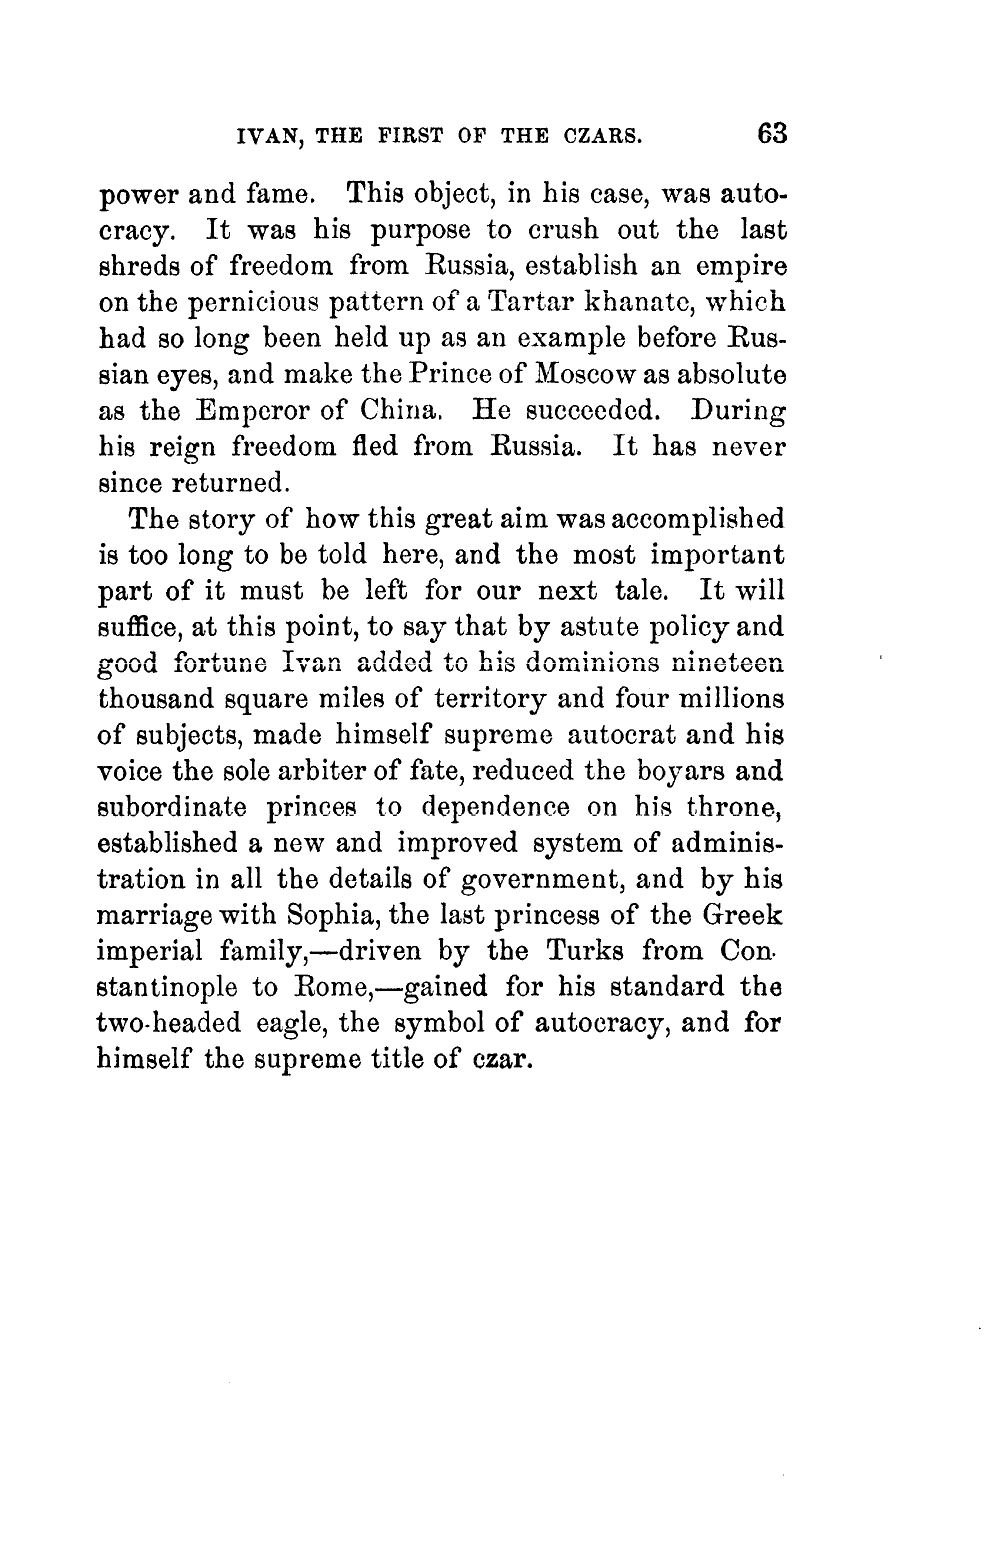 IVAN, THE FIRST OF THE CZARS. 63
power and fame. This object, in his case, was auto-
cracy. It was his purpose to crush out the last
shreds of freedom from Russia, establish an empire
on the pernicious pattern of a Tartar khanate, which
had so long been held up as an example before Rus-
sian eyes, and make the Prince of Moscow as absolute
as the Emperor of China. He succeeded. During
his reign freedom fled from Russia. It has never
since returned.
The story of how this great aim was accomplished
is too long to be told here, and the most important
part of it must be left for our next tale. It will
suffice, at this point, to say that by astute policy and
good fortune Ivan added to his dominions nineteen
thousand square miles of territory and four millions
of subjects, made himself supreme autocrat and his
voice the sole arbiter of fate, reduced the boyars and
subordinate princes to dependence on his throne,
established a new and improved system of adminis-
tration in all the details of government, and by his
marriage with Sophia, the last princess of the Greek
imperial family,—driven by the Turks from Con-
stantinople to Rome,—gained for his standard the
two-headed eagle, the symbol of autocracy, and for
himself the supreme title of czar.